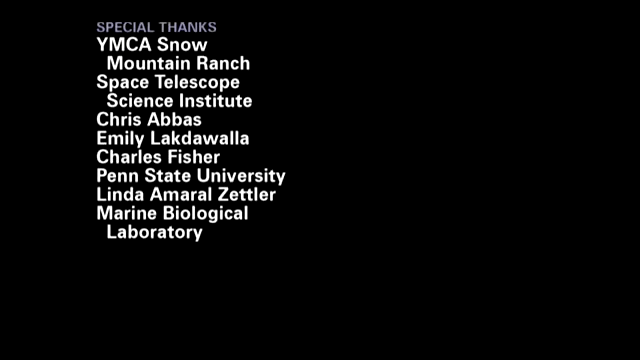 SPECIAL THANKS
YMCA Snow
Mountain Ranch
Space Telescope
Science Institute
Chris Abbas
Emily Lakdawalla
Charles Fisher
Penn State University
Linda Amaral Zettler
Marine Biological
Laboratory